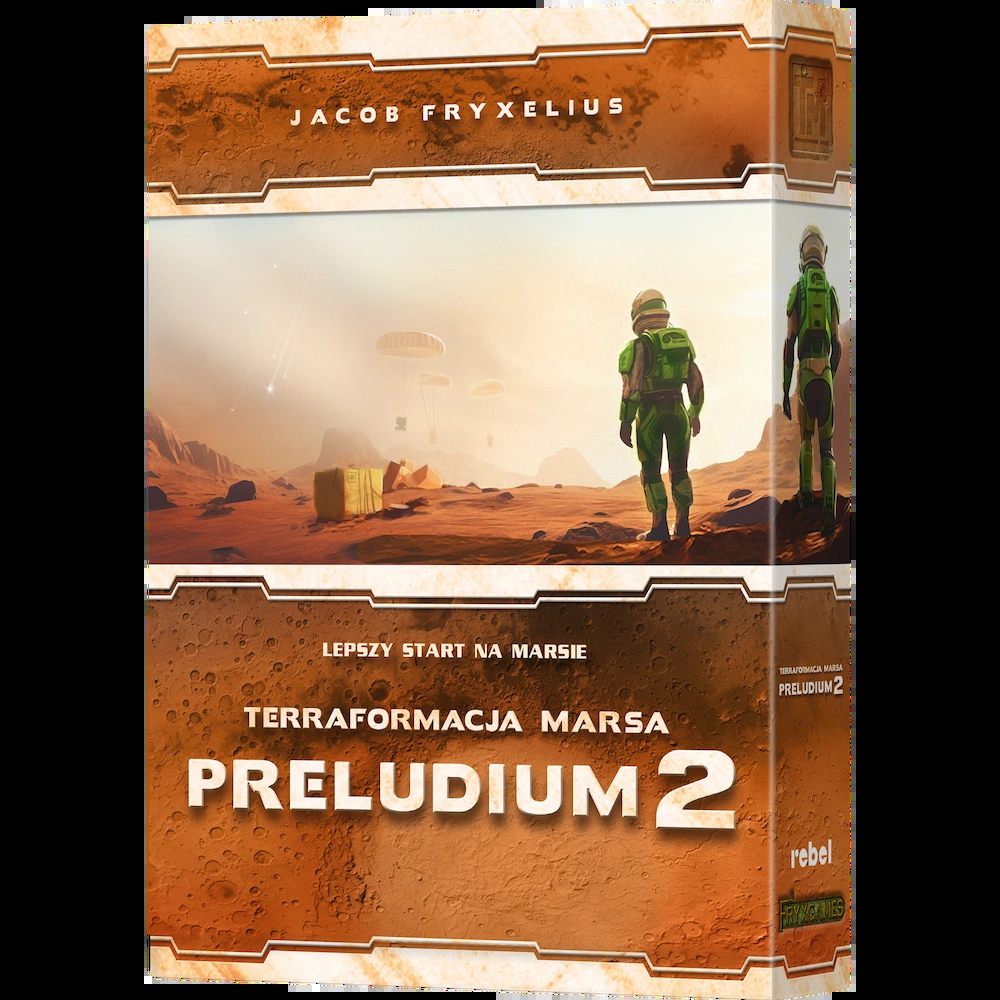 JACOB FRYXELIUS
LEPSZY START NA MARSIE
TERRAFORMACJA MARSA
PRELUDIUM 2
TERRAFORMACJA MARSA
PRELUDIUM 2
rebel
FRYXGAMES